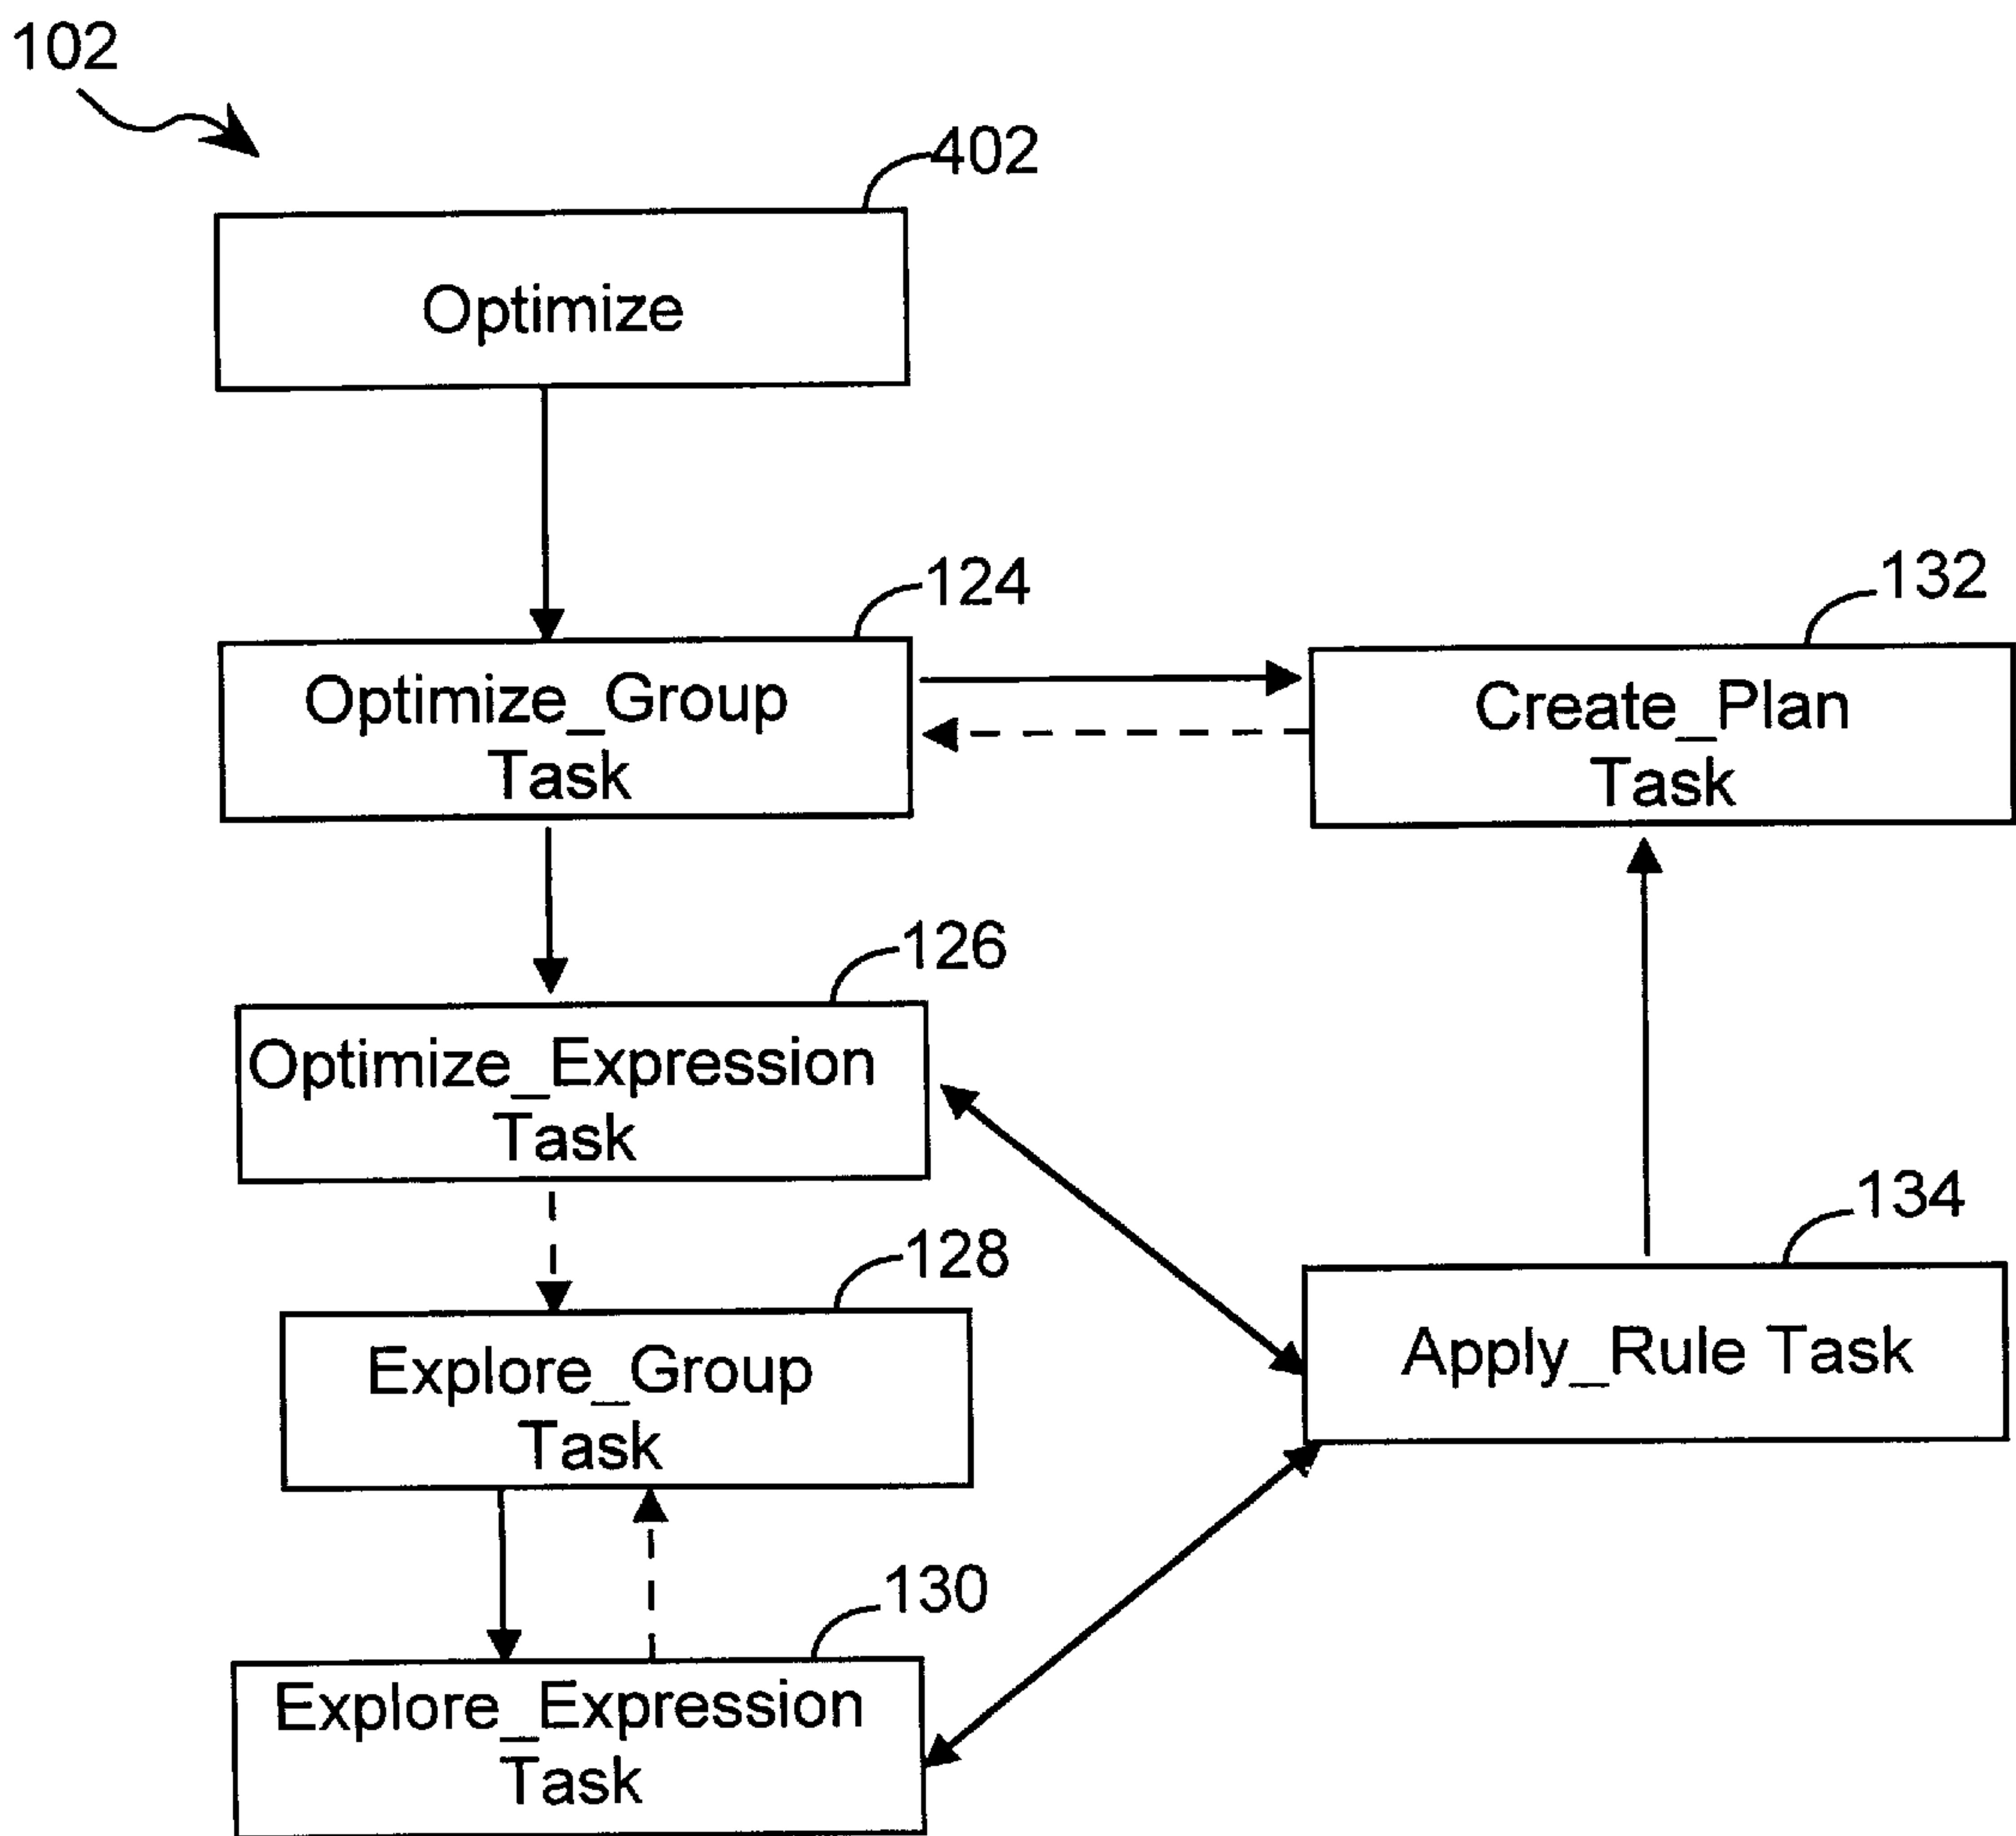 102
402
Optimize
124
Optimize_Group
Task
132
Create_Plan
Task
126
Optimize_Expression
Task
134
Apply_Rule Task
128
Explore_Group
Task
130
Explore_Expression
Task